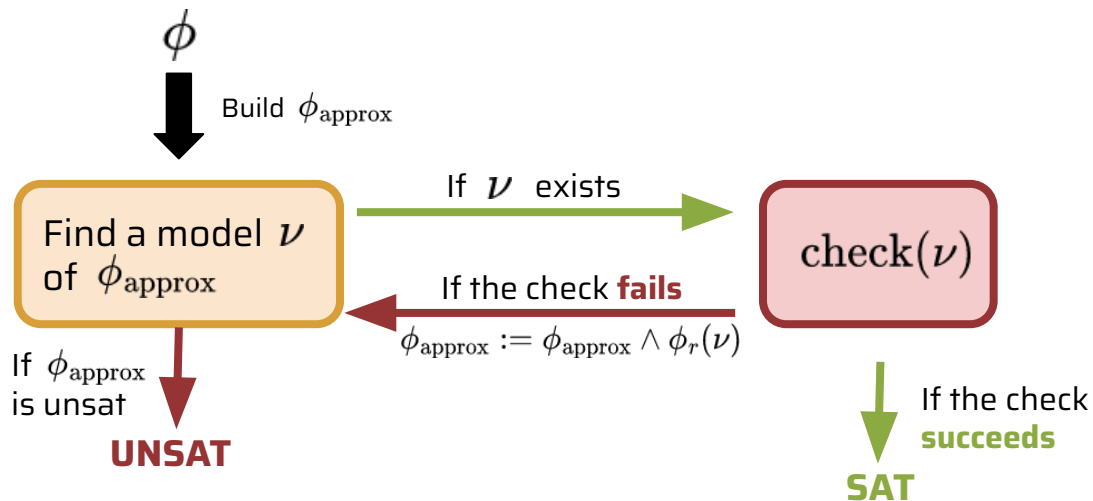 ϕ
Build ϕ_approx
If ν exists
Find a model ν
of ϕ_approx
check(ν)
If the check fails
ϕ_approx := ϕ_approx ∧ ϕ_r(ν)
If ϕ_approx
is unsat
UNSAT
If the check
succeeds
SAT